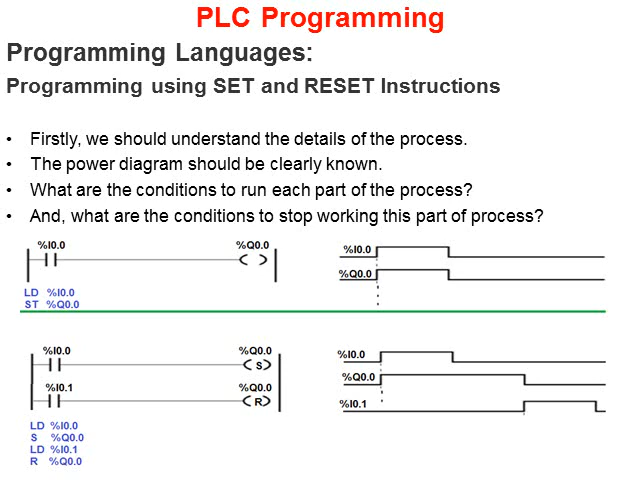 PLC Programming
Programming Languages:
Programming using SET and RESET Instructions
• Firstly, we should understand the details of the process.
• The power diagram should be clearly known.
• What are the conditions to run each part of the process?
• And, what are the conditions to stop working this part of process?
%I0.0 %Q0.0
LD %I0.0
ST %Q0.0
%I0.0
%Q0.0
%I0.0 %Q0.0
S
%I0.1 %Q0.0
R
LD %I0.0
S %Q0.0
LD %I0.1
R %Q0.0
%I0.0
%Q0.0
%I0.1